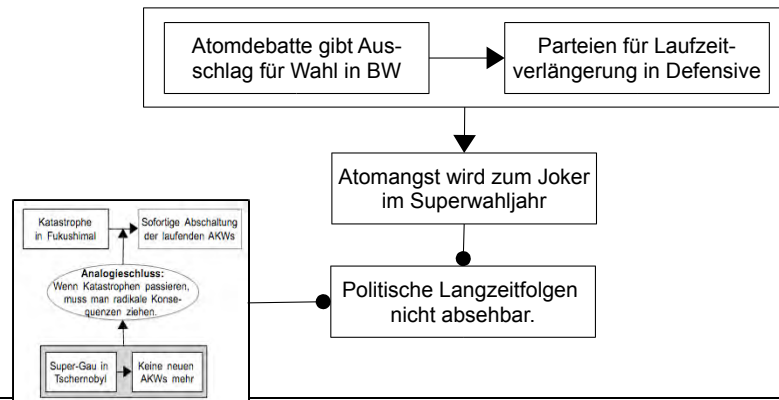 Atomdebatte gibt Aus-
schlag für Wahl in BW
Parteien für Laufzeit-
verlängerung in Defensive
Atomangst wird zum Joker
im Superwahljahr
Politische Langzeitfolgen
nicht absehbar.
Katastrophe
in Fukushimal
Sofortige Abschaltung
der laufenden AKWs
Analogieschluss:
Wenn Katastrophen passieren,
muss man radikale Konse-
quenzen ziehen.
Super-Gau in
Tschernobyl
Keine neuen
AKWs mehr